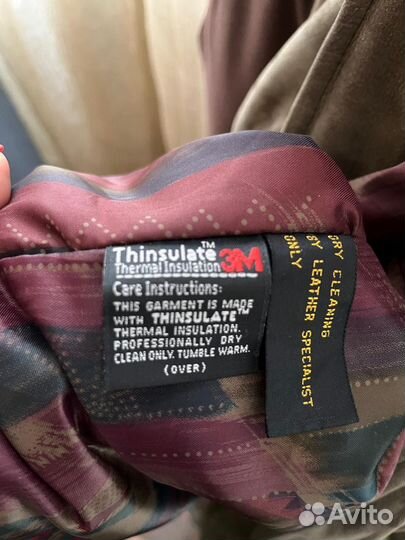 Thinsulate™ 3M
Thermal Insulation
Care Instructions:
THIS GARMENT IS MADE
WITH THINSULATE™
THERMAL INSULATION.
PROFESSIONALLY DRY
CLEAN ONLY. TUMBLE WARM.
(OVER)
DRY CLEANING
BY LEATHER SPECIALIST
ONLY
Avito